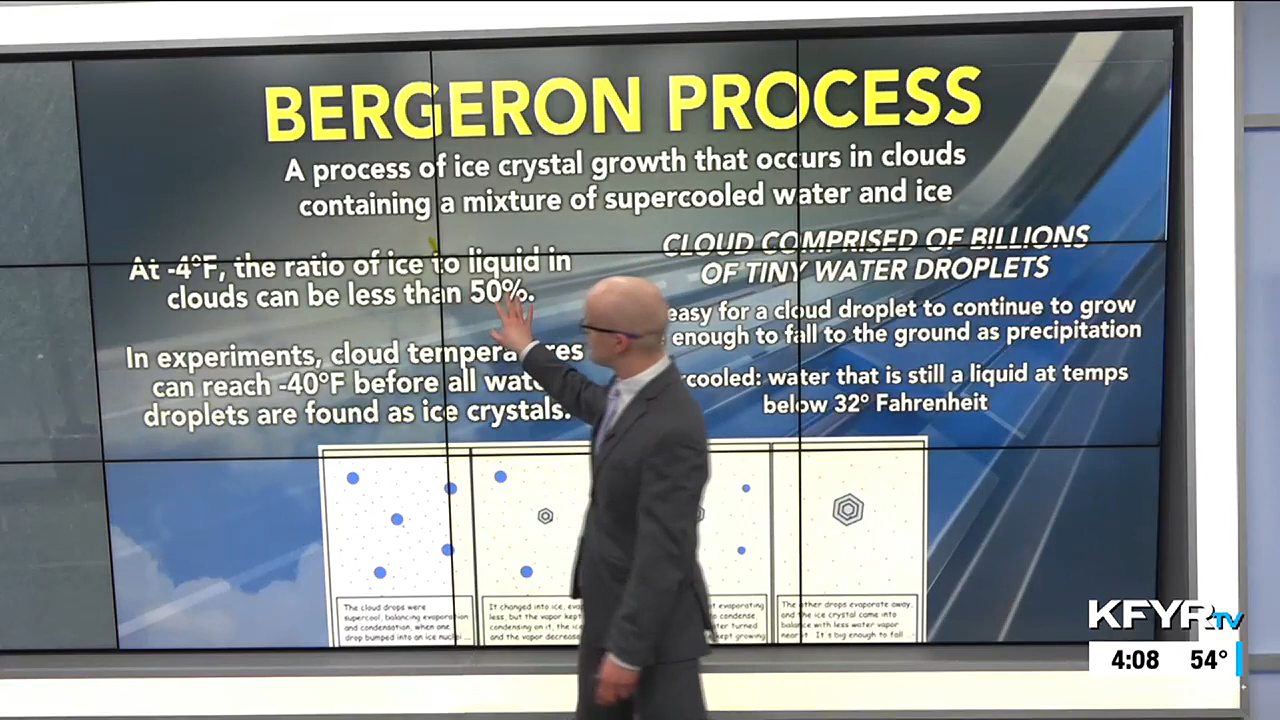 BERGERON PROCESS
A process of ice crystal growth that occurs in clouds
containing a mixture of supercooled water and ice
At -4°F, the ratio of ice to liquid in
clouds can be less than 50%.
In experiments, cloud
can reach -40°F before all
droplets are found as ice crystals.
CLOUD COMPRISED OF BILLIONS
OF TINY WATER DROPLETS
easy for a cloud droplet to continue to grow
enough to fall to the ground as precipitation
water that is still a liquid at temps
below 32° Fahrenheit
The cloud drops were
supercool, balancing evaporation
and condensation, when one
drop bumped into an ice nuclei ...
It changed into ice,
less, but the vapor kept
condensing on it, the ice
and the vapor
evaporating
condense
turned
kept growing
The other drops evaporate away,
and the ice crystal came into
balance with less water vapor
near it. It's big enough to fall
KFYR TV
4:08 54°